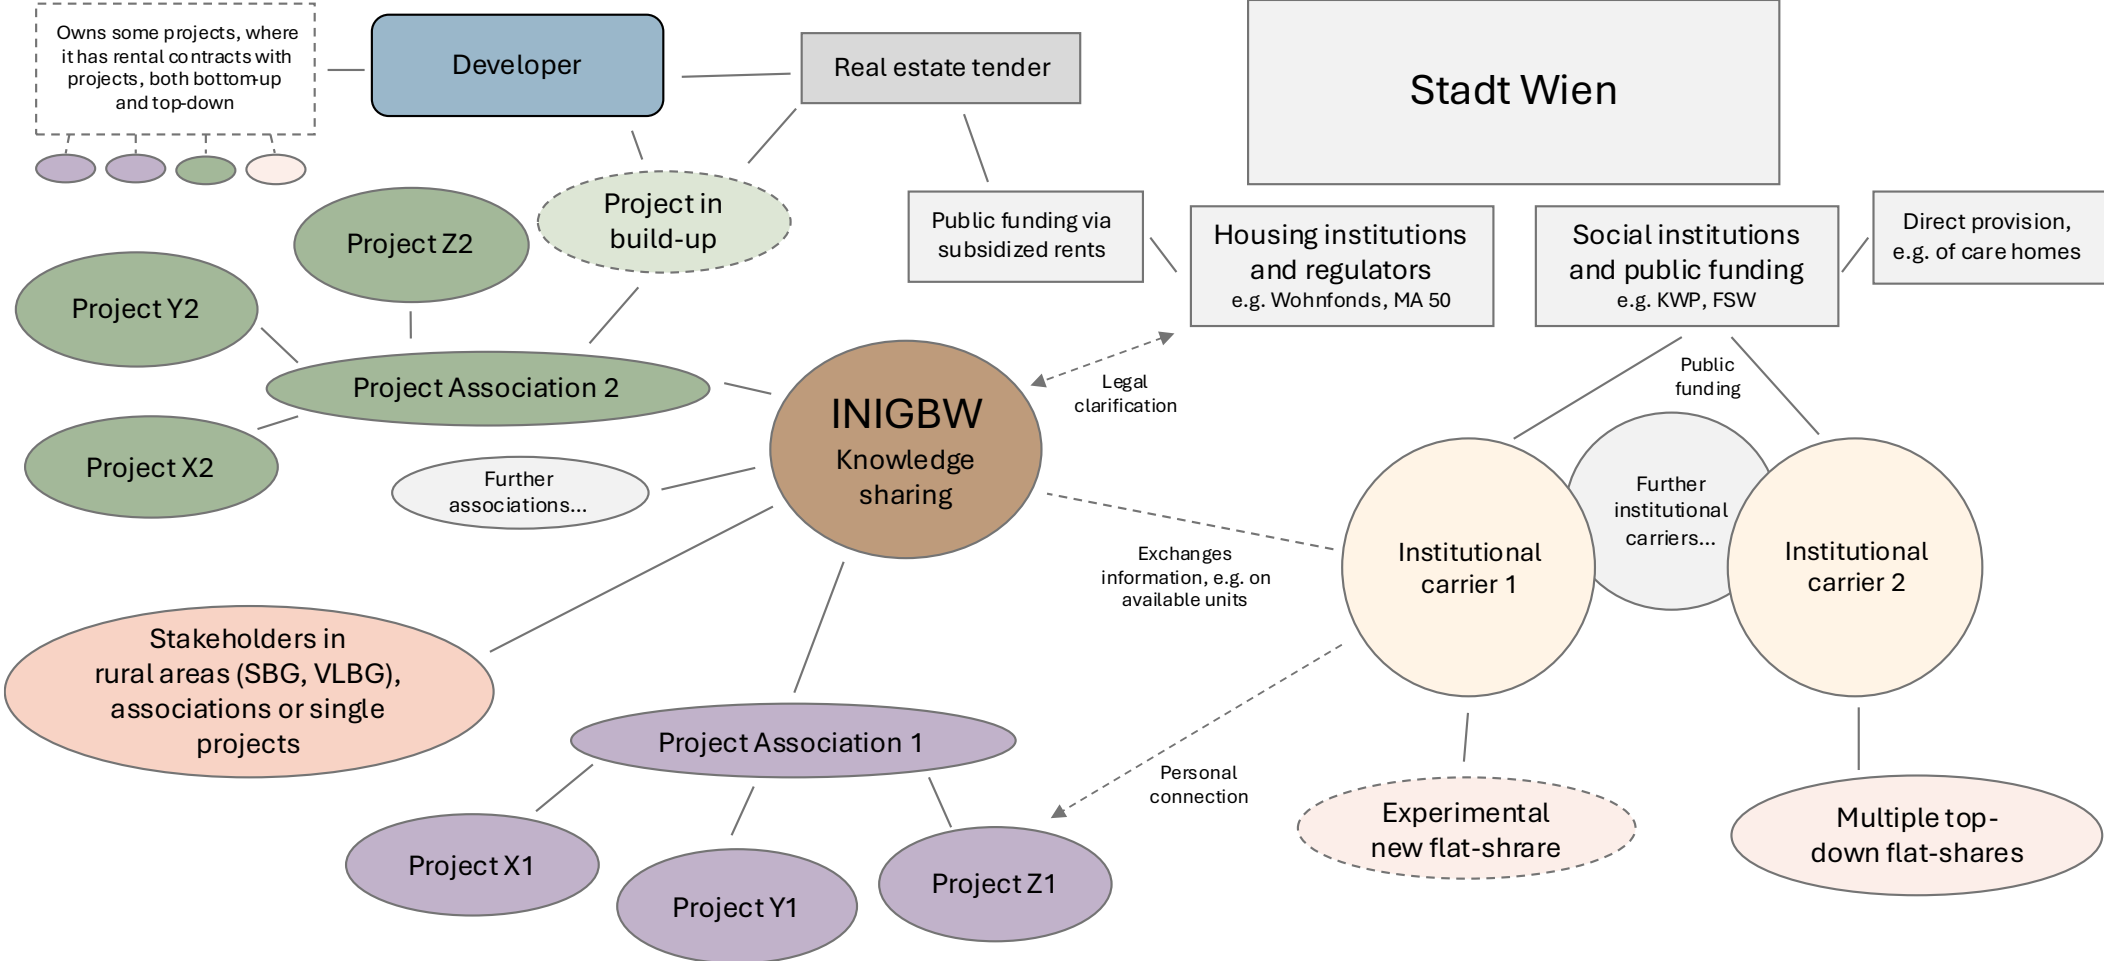 Owns some projects, where
it has rental contracts with
projects, both bottom-up
and top-down
Developer
Real estate tender
Stadt Wien
Project in
build-up
Project Z2
Project Y2
Project X2
Project Association 2
Public funding via
subsidized rents
Housing institutions
and regulators
e.g. Wohnfonds, MA 50
Social institutions
and public funding
e.g. KWP, FSW
Direct provision,
e.g. of care homes
Legal
clarification
Public
funding
INIGBW
Knowledge
sharing
Further
associations...
Further
institutional
carriers...
Institutional
carrier 1
Institutional
carrier 2
Exchanges
information, e.g. on
available units
Stakeholders in
rural areas (SBG, VLBG),
associations or single
projects
Project Association 1
Personal
connection
Project X1
Project Y1
Project Z1
Experimental
new flat-shrare
Multiple top-
down flat-shares